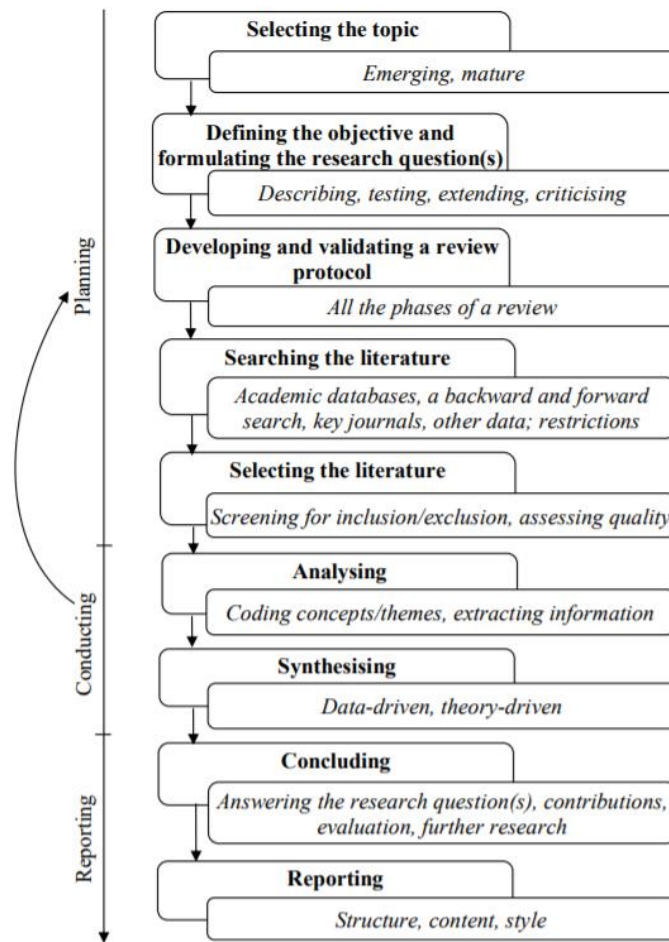 Selecting the topic
Emerging, mature
Defining the objective and
formulating the research question(s)
Describing, testing, extending, criticising
Developing and validating a review
protocol
All the phases of a review
Searching the literature
Academic databases, a backward and forward
search, key journals, other data; restrictions
Selecting the literature
Screening for inclusion/exclusion, assessing quality
Analysing
Coding concepts/themes, extracting information
Synthesising
Data-driven, theory-driven
Concluding
Answering the research question(s), contributions,
evaluation, further research
Reporting
Structure, content, style
Planning
Conducting
Reporting